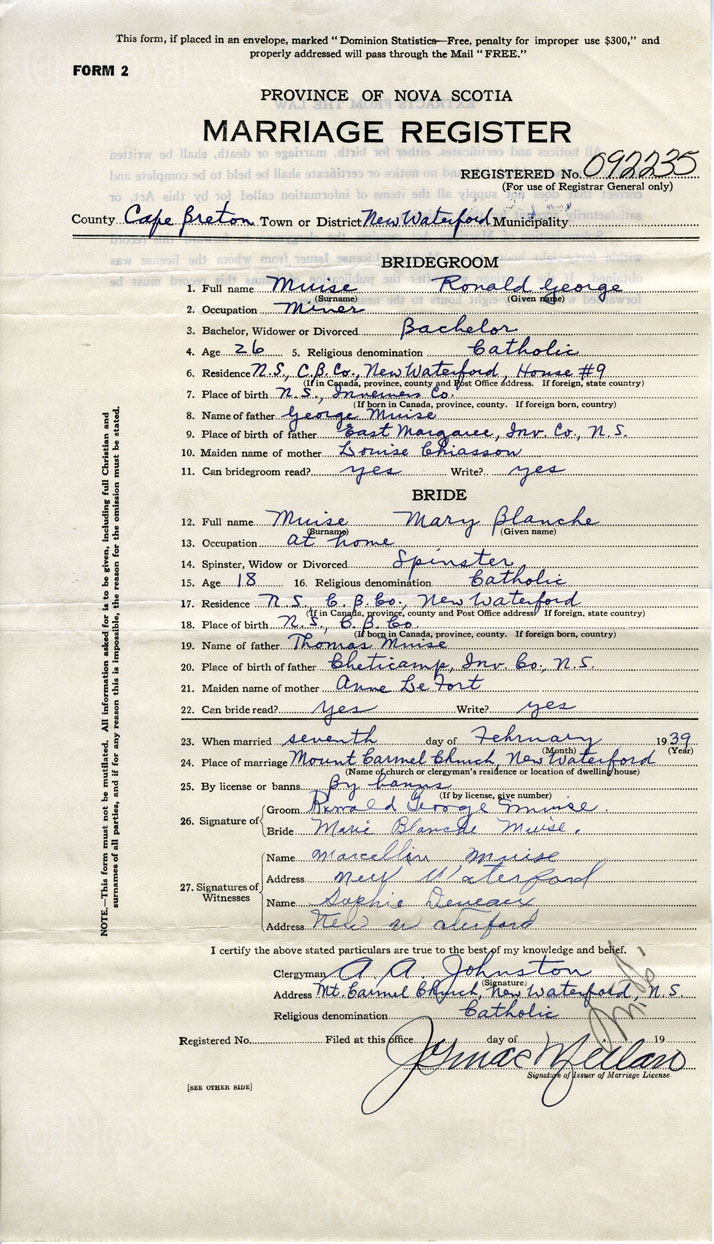 This form, if placed in an envelope, marked "Dominion Statistics—Free, penalty for improper use $300," and
properly addressed will pass through the Mail "FREE."
FORM 2
PROVINCE OF NOVA SCOTIA
MARRIAGE REGISTER
REGISTERED No. 092235
(For use of Registrar General only)
County Cape Breton Town or District New Waterford Municipality
BRIDEGROOM
1. Full name Muise Ronald George
(Surname) (Given name)
2. Occupation Miner
3. Bachelor, Widower or Divorced Bachelor
4. Age 26 5. Religious denomination Catholic
6. Residence N.S., C.B. Co., New Waterford, House #9
(If in Canada, province, county and Post Office address. If foreign, state country)
7. Place of birth N.S., Inverness Co.
(If born in Canada, province, county. If foreign born, country)
8. Name of father George Muise
9. Place of birth of father East Margaree, Inv. Co., N.S.
10. Maiden name of mother Louise Chiasson
11. Can bridegroom read? yes Write? yes
BRIDE
12. Full name Muise Mary Blanche
(Surname) (Given name)
13. Occupation at home
14. Spinster, Widow or Divorced Spinster
15. Age 18 16. Religious denomination Catholic
17. Residence N.S., C.B. Co., New Waterford
(If in Canada, province, county and Post Office address If foreign, state country)
18. Place of birth N.S., C.B. Co.
(If born in Canada, province, county. If foreign born, country)
19. Name of father Thomas Muise
20. Place of birth of father Cheticamp, Inv. Co., N.S.
21. Maiden name of mother Anne LeFort
22. Can bride read? yes Write? yes
23. When married seventh day of February 1939
(Month) (Year)
24. Place of marriage Mount Carmel Church, New Waterford
(Name of church or clergyman's residence or location of dwelling house)
25. By license or banns By banns
(If by license, give number)
26. Signature of Groom Ronald George Muise.
Bride Marie Blanche Muise.
27. Signatures of Witnesses Name Marcellin Muise
Address New Waterford
Name Sophie Deneau
Address New Waterford
I certify the above stated particulars are true to the best of my knowledge and belief.
Clergyman A. A. Johnston
(Signature)
Address Mt. Carmel Church, New Waterford, N.S.
Religious denomination Catholic
Registered No. Filed at this office day of 19
Signature of Issuer of Marriage License.
[SEE OTHER SIDE]
NOTE.—This form must not be mutilated. All information asked for is to be given, including full Christian and
surnames of all parties, and if for any reason this is impossible, the reason for the omission must be stated.